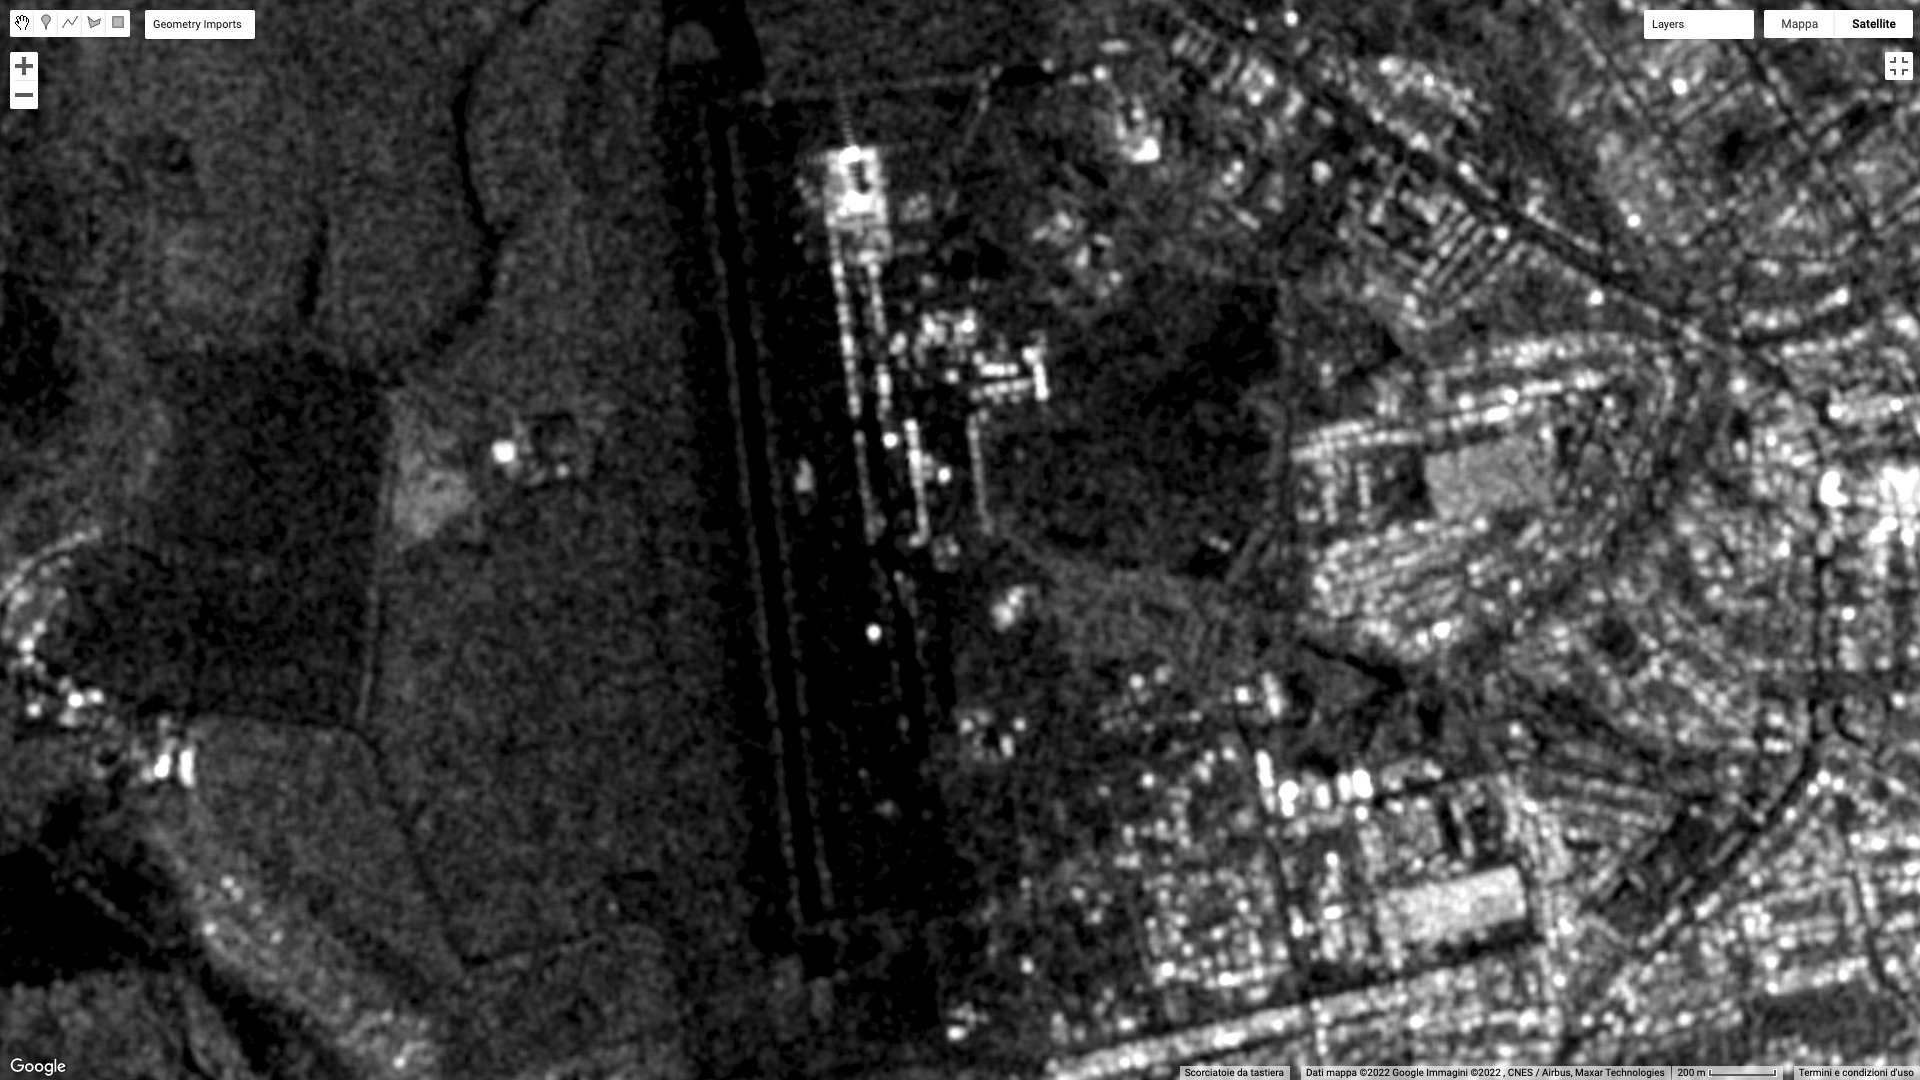 Geometry Imports
Layers
Mappa
Satellite
Google
Scorciatoie da tastiera
Dati mappa ©2022 Google Immagini ©2022 , CNES / Airbus, Maxar Technologies
200 m
Termini e condizioni d'uso